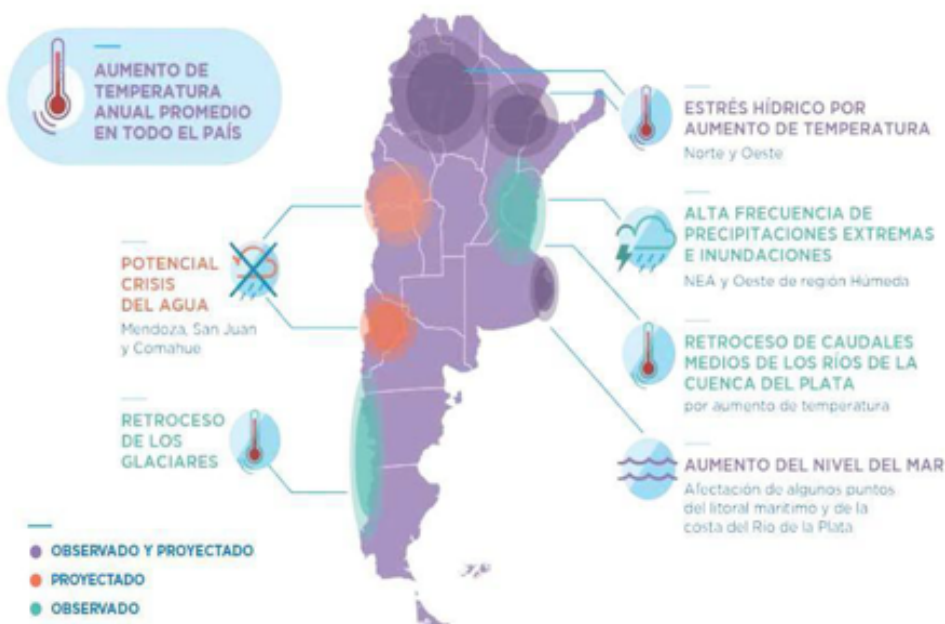 AUMENTO DE
TEMPERATURA
ANUAL PROMEDIO
EN TODO EL PAÍS
ESTRÉS HÍDRICO POR
AUMENTO DE TEMPERATURA
Norte y Oeste
ALTA FRECUENCIA DE
PRECIPITACIONES EXTREMAS
E INUNDACIONES
NEA y Oeste de región Húmeda
POTENCIAL
CRISIS
DEL AGUA
Mendoza, San Juan
y Comahue
RETROCESO DE CAUDALES
MEDIOS DE LOS RÍOS DE LA
CUENCA DEL PLATA
por aumento de temperatura
RETROCESO
DE LOS
GLACIARES
AUMENTO DEL NIVEL DEL MAR
Afectación de algunos puntos
del litoral marítimo y de la
costa del Río de la Plata
OBSERVADO Y PROYECTADO
PROYECTADO
OBSERVADO